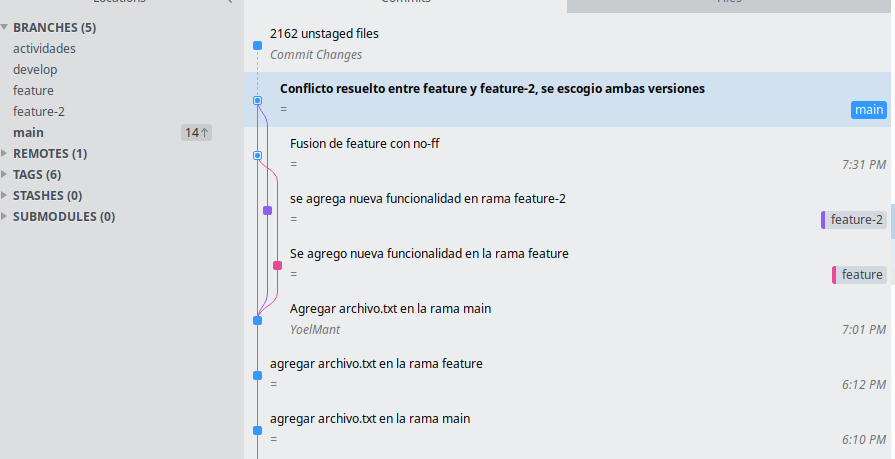 BRANCHES (5)
actividades
develop
feature
feature-2
main 14↑
REMOTES (1)
TAGS (6)
STASHES (0)
SUBMODULES (0)
2162 unstaged files
Commit Changes
Conflicto resuelto entre feature y feature-2, se escogio ambas versiones
= main
Fusion de feature con no-ff
= 7:31 PM
se agrega nueva funcionalidad en rama feature-2
= feature-2
Se agrego nueva funcionalidad en la rama feature
= feature
Agregar archivo.txt en la rama main
YoelMant 7:01 PM
agregar archivo.txt en la rama feature
= 6:12 PM
agregar archivo.txt en la rama main
= 6:10 PM